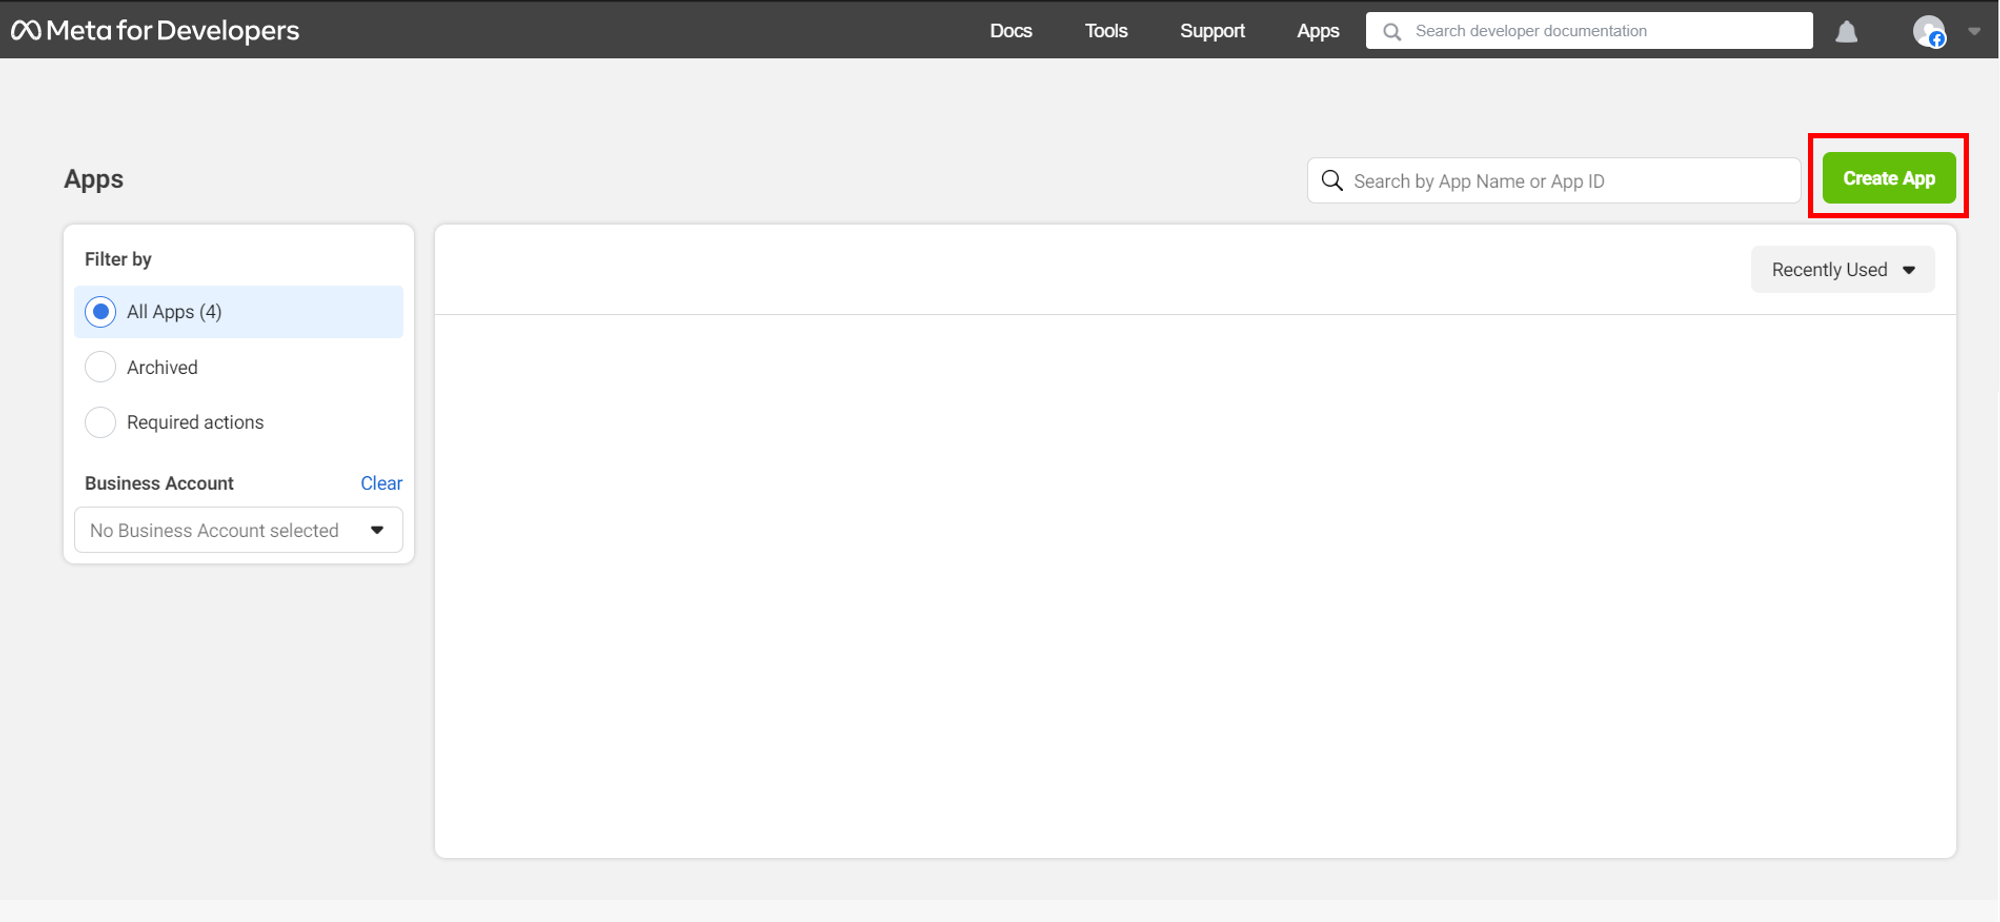 Meta for Developers
Docs Tools Support Apps Search developer documentation
Apps
Search by App Name or App ID
Create App
Filter by
All Apps (4)
Archived
Required actions
Business Account Clear
No Business Account selected
Recently Used